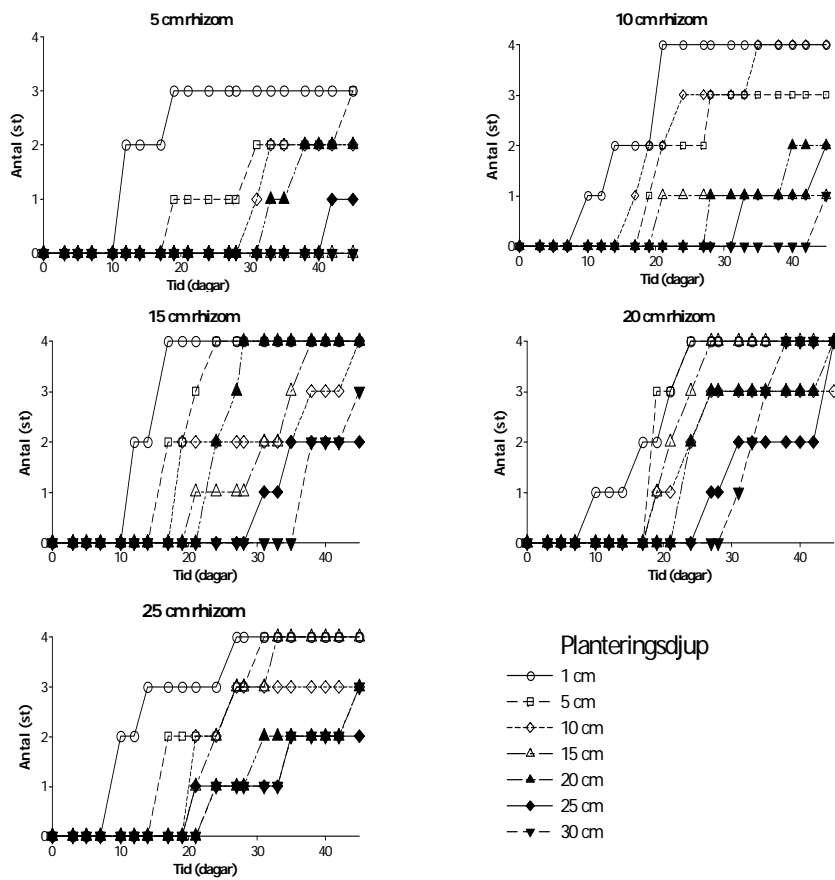 5 cm rhizom
Antal (st)
4
3
2
1
0
0 10 20 30 40
Tid (dagar)
10 cm rhizom
Antal (st)
4
3
2
1
0
0 10 20 30 40
Tid (dagar)
15 cm rhizom
Antal (st)
4
3
2
1
0
0 10 20 30 40
Tid (dagar)
20 cm rhizom
Antal (st)
4
3
2
1
0
0 10 20 30 40
Tid (dagar)
25 cm rhizom
Antal (st)
4
3
2
1
0
0 10 20 30 40
Tid (dagar)
Planteringsdjup
1 cm
5 cm
10 cm
15 cm
20 cm
25 cm
30 cm